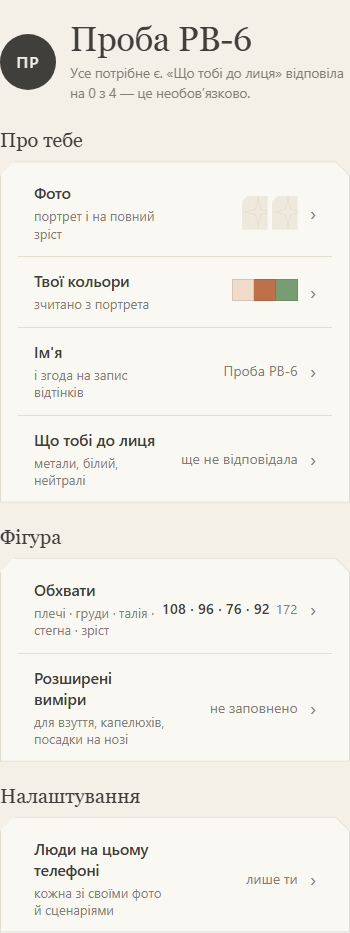 ПР
Проба РВ-6
Усе потрібне є. «Що тобі до лиця» відповіла
на 0 з 4 — це необов’язково.
Про тебе
Фото
портрет і на повний
зріст
›
Твої кольори
зчитано з портрета
›
Ім'я
і згода на запис
відтінків
Проба РВ-6 ›
Що тобі до лиця
метали, білий,
нейтралі
ще не відповідала ›
Фігура
Обхвати
плечі · груди · талія ·
стегна · зріст
108 · 96 · 76 · 92 172 ›
Розширені
виміри
для взуття, капелюхів,
посадки на нозі
не заповнено ›
Налаштування
Люди на цьому
телефоні
кожна зі своїми фото
й сценаріями
лише ти ›